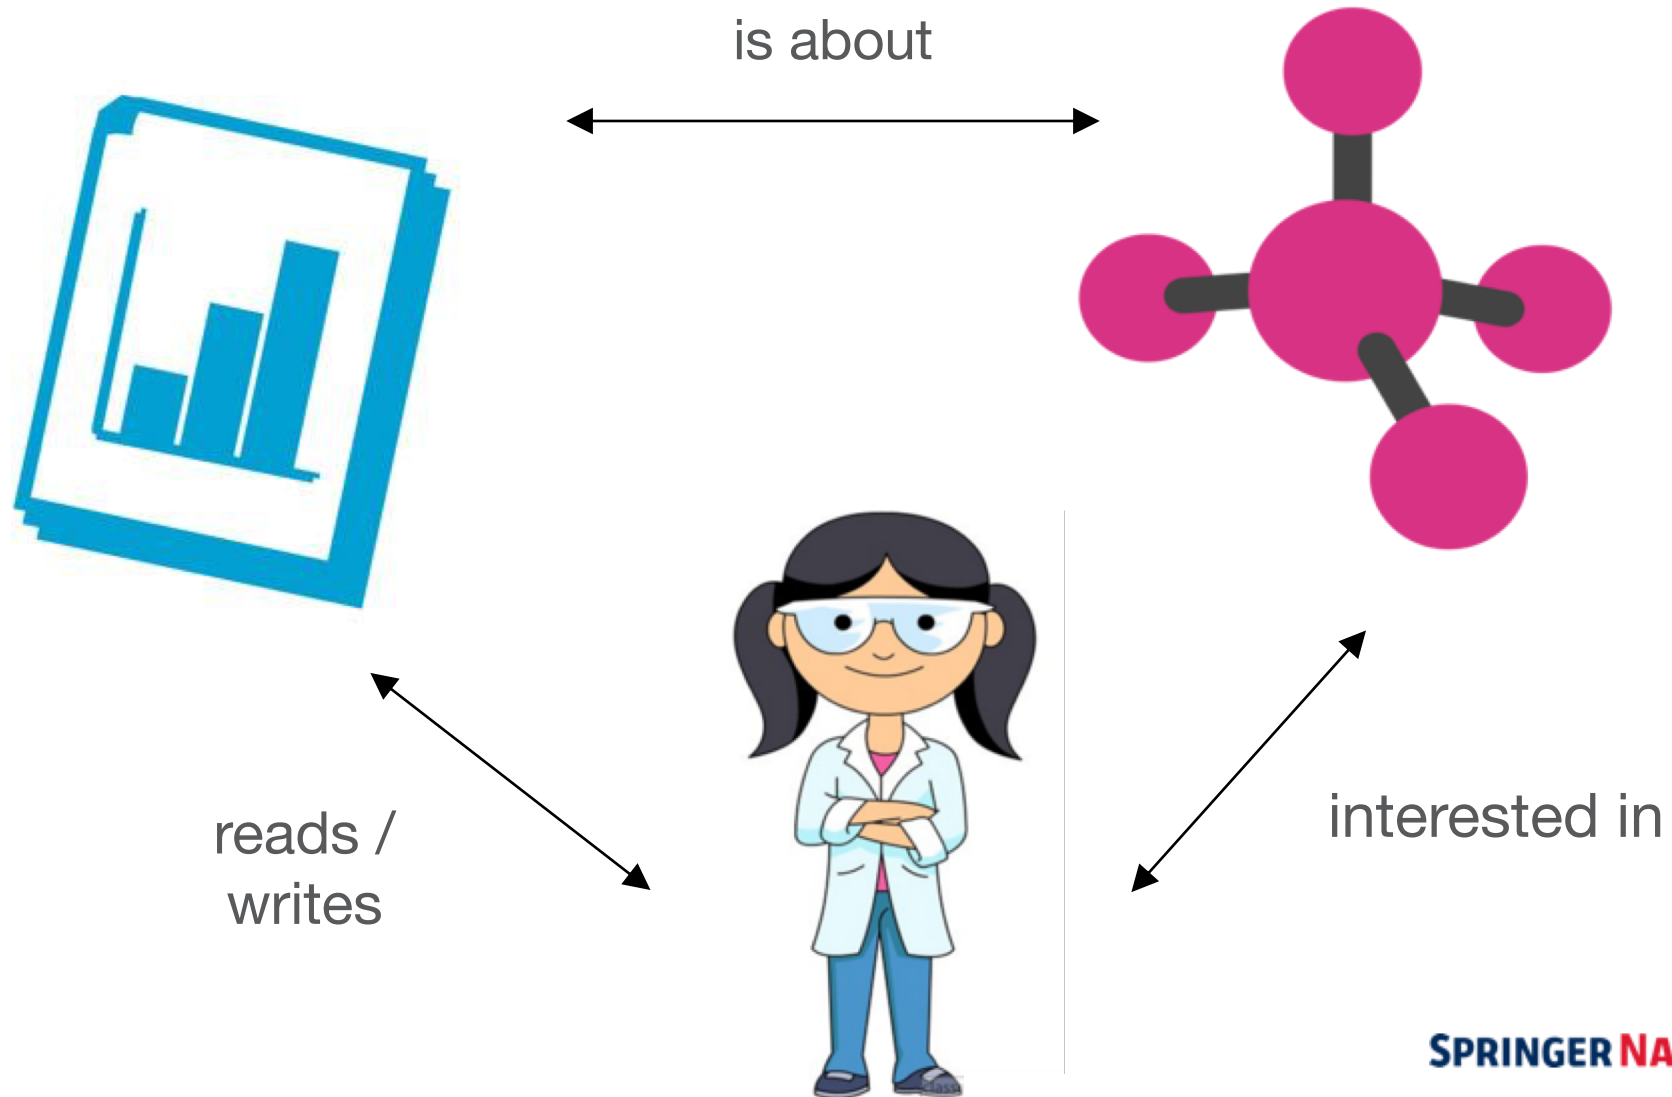 is about
reads /
writes
interested in
SPRINGER NA